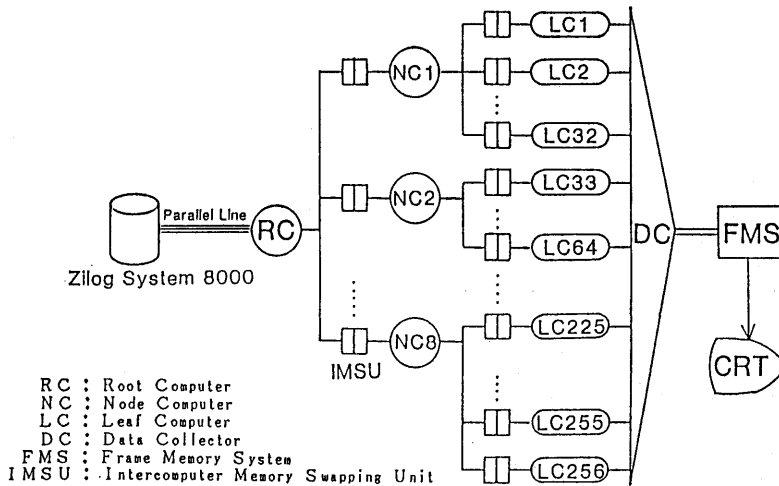 LC1
NC1
LC2
LC32
NC2
LC33
Parallel Line
RC
DC
FMS
LC64
Zilog System 8000
NC8
LC225
IMSU
CRT
RC : Root Computer
NC : Node Computer
LC : Leaf Computer
DC : Data Collector
FMS : Frame Memory System
IMSU : Intercomputer Memory Swapping Unit
LC255
LC256